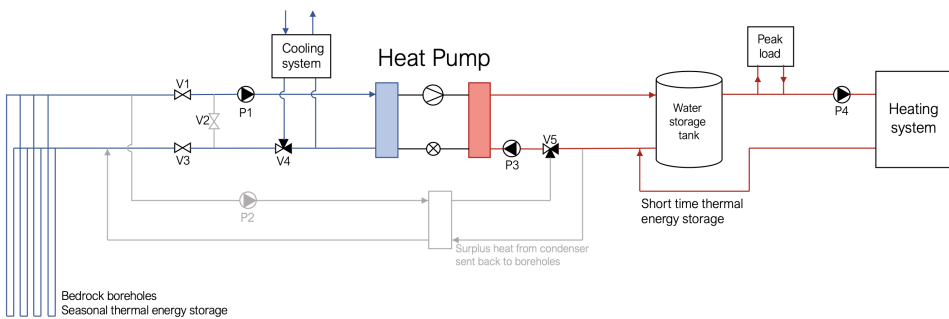 Cooling
system
Heat Pump
Peak
load
V1
V2
P1
V3
V4
P3
V5
Water
storage
tank
P4
Heating
system
P2
Short time thermal
energy storage
Surplus heat from condenser
sent back to boreholes
Bedrock boreholes
Seasonal thermal energy storage